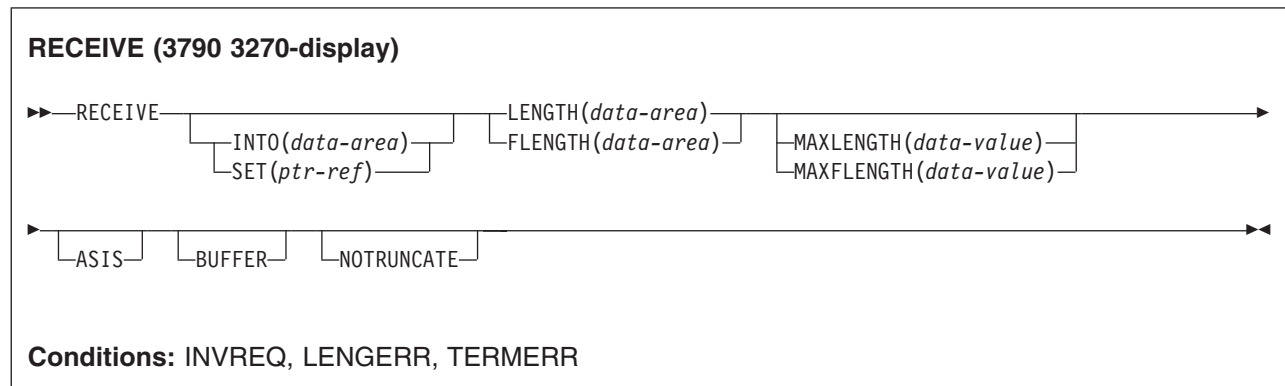 RECEIVE (3790 3270-display)
RECEIVE LENGTH(data-area)
INTO(data-area) FLENGTH(data-area) MAXLENGTH(data-value)
SET(ptr-ref) MAXFLENGTH(data-value)
ASIS BUFFER NOTRUNCATE
Conditions: INVREQ, LENGERR, TERMERR